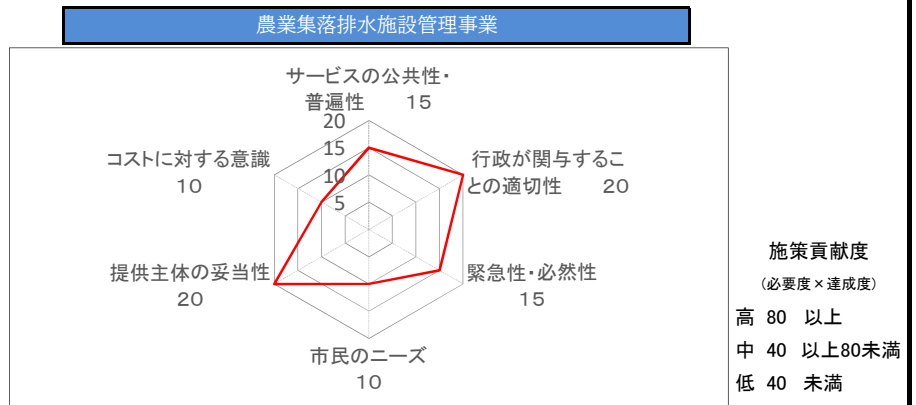 農業集落排水施設管理事業
サービスの公共性・
普遍性 15
20
15
10
5
コストに対する意識
10
行政が関与するこ
との適切性 20
提供主体の妥当性
20
緊急性・必然性
15
市民のニーズ
10
施策貢献度
(必要度×達成度)
高 80 以上
中 40 以上80未満
低 40 未満